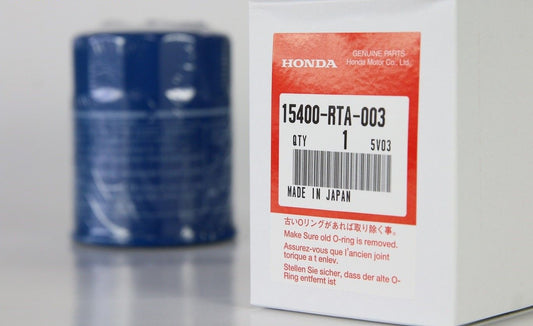 GENUINE PARTS
HONDA Honda Motor Co., Ltd.
15400-RTA-003
QTY 1 5V03
MADE IN JAPAN
古いOリングがあれば取り除く事。
Make Sure old O-ring is removed.
Assurez-vous que l'ancien joint
torique a t enlev.
Stellen Sie sicher, dass der alte O-
Ring entfernt ist